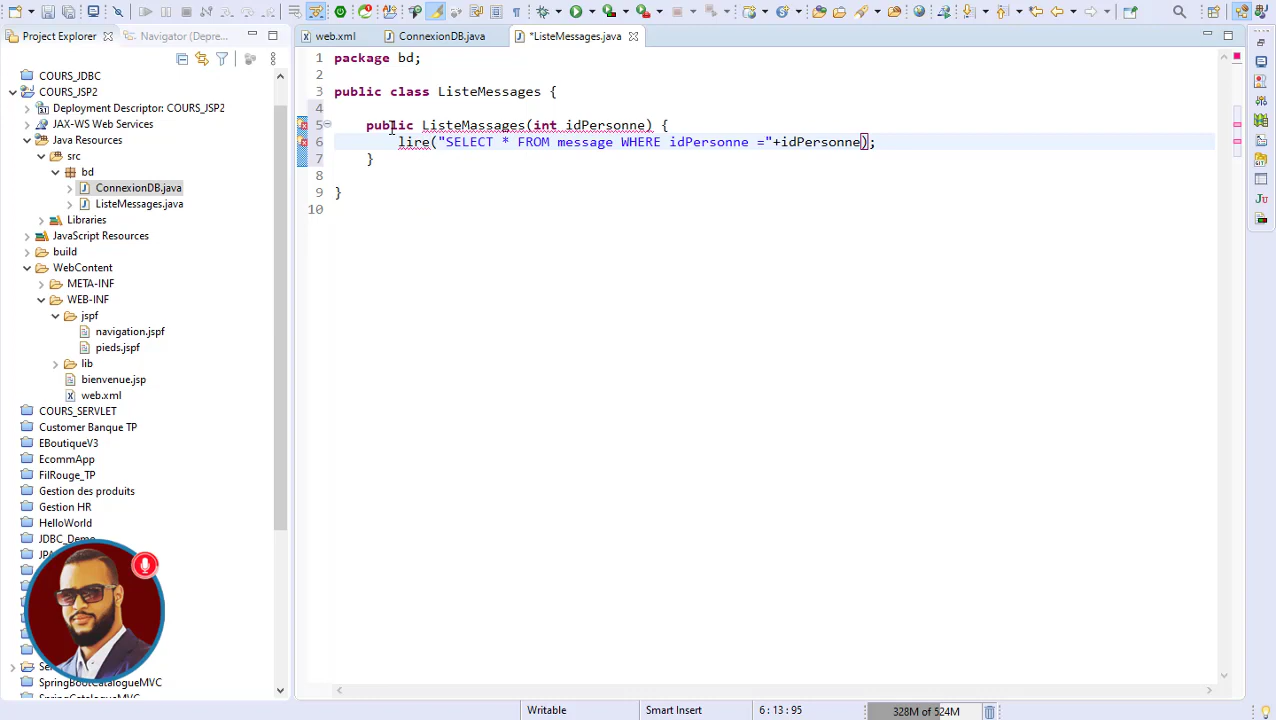 Project Explorer
Navigator (Depre...
web.xml
ConnexionDB.java
*ListeMessages.java
COURS_JDBC
COURS_JSP2
Deployment Descriptor: COURS_JSP2
JAX-WS Web Services
Java Resources
src
bd
ConnexionDB.java
ListeMessages.java
Libraries
JavaScript Resources
build
WebContent
META-INF
WEB-INF
jspf
navigation.jspf
pieds.jspf
lib
bienvenue.jsp
web.xml
COURS_SERVLET
Customer Banque TP
EBoutiqueV3
EcommApp
FilRouge_TP
Gestion des produits
Gestion HR
HelloWorld
JDBC_Demo
SpringBootCatalogueMVC
SpringCatalogueMVC
1 package bd;
2
3 public class ListeMessages {
4
5 public ListeMassages(int idPersonne) {
6 lire("SELECT * FROM message WHERE idPersonne ="+idPersonne);
7 }
8
9 }
10
Writable
Smart Insert
6 : 13 : 95
328M of 524M